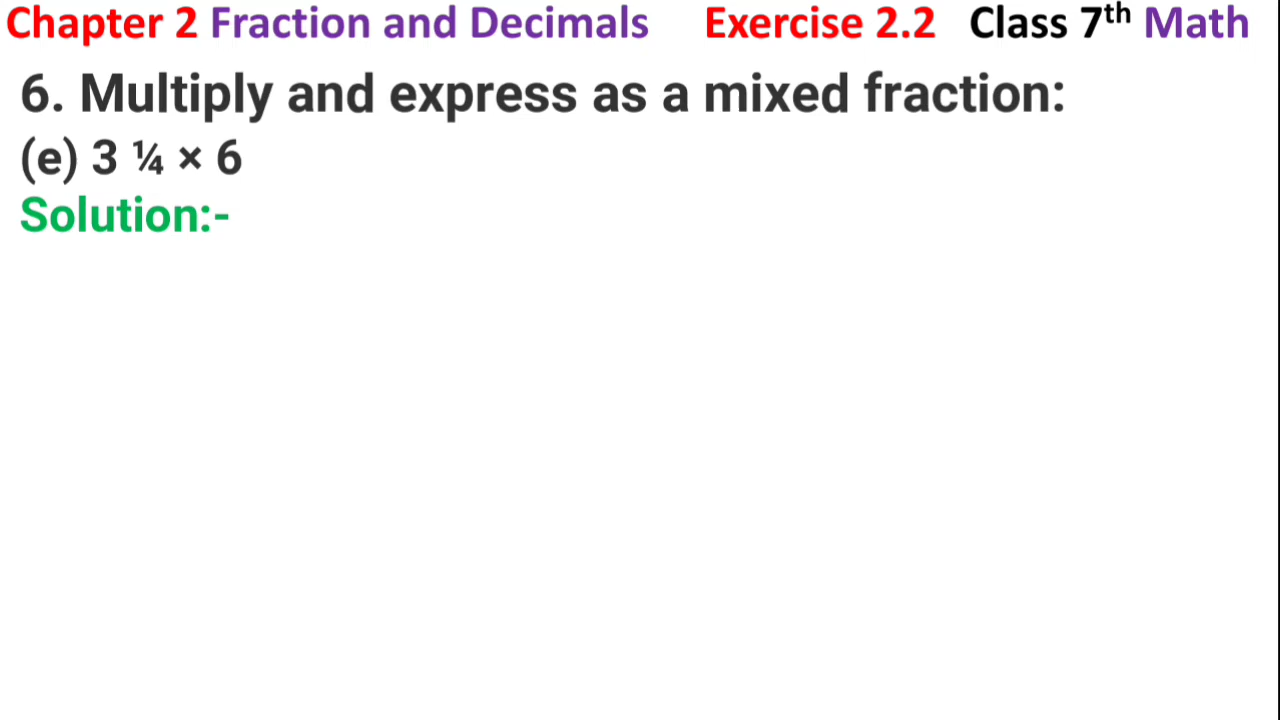 Chapter 2 Fraction and Decimals Exercise 2.2 Class 7th Math
6. Multiply and express as a mixed fraction:
(e) 3 ¼ × 6
Solution:-